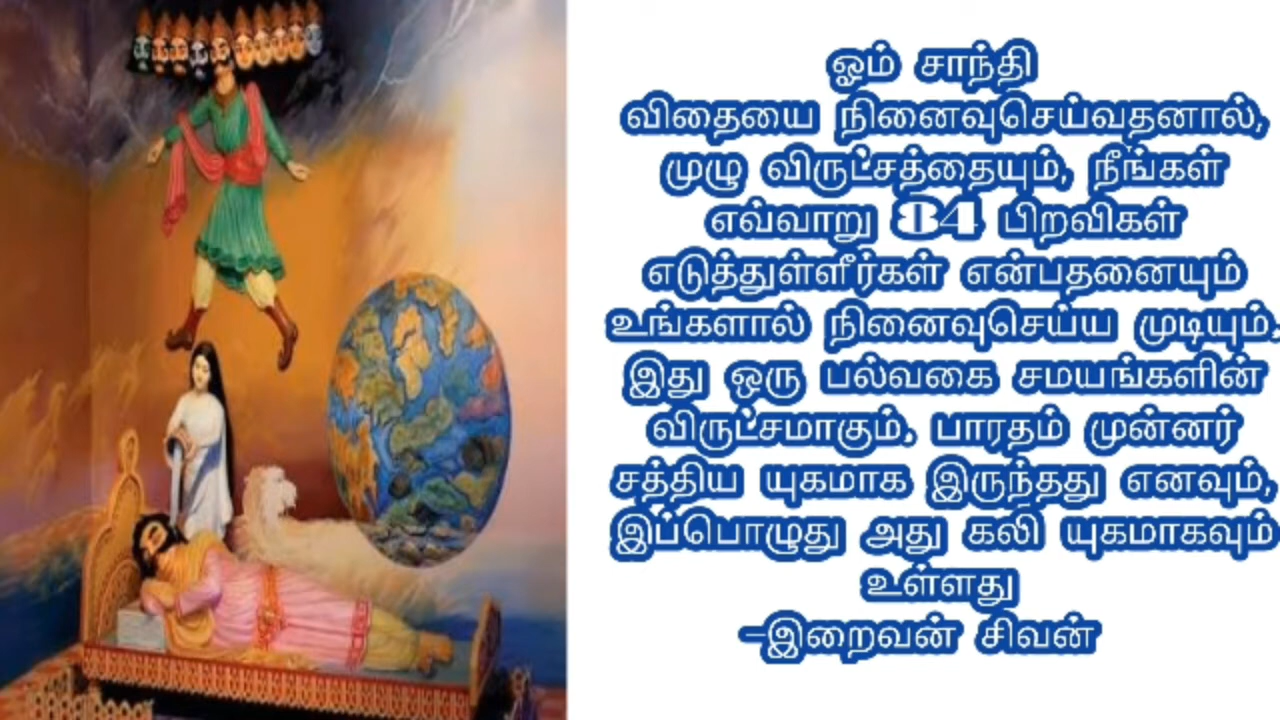 ஓம் சாந்தி
விதையை நினைவுசெய்வதனால்,
முழு விருட்சத்தையும், நீங்கள்
எவ்வாறு 84 பிறவிகள்
எடுத்துள்ளீர்கள் என்பதனையும்
உங்களால் நினைவுசெய்ய முடியும்.
இது ஒரு பல்வகை சமயங்களின்
விருட்சமாகும். பாரதம் முன்னர்
சத்திய யுகமாக இருந்தது எனவும்,
இப்பொழுது அது கலி யுகமாகவும்
உள்ளது
-இறைவன் சிவன்